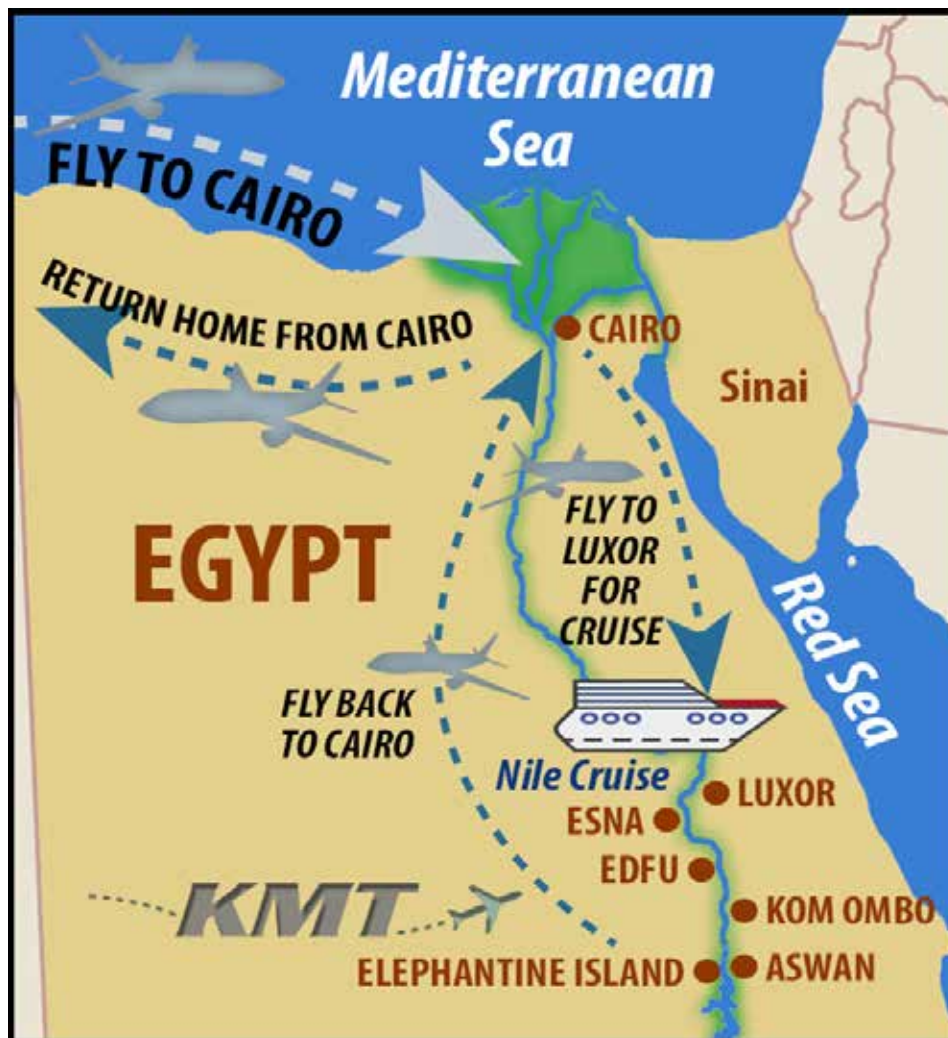 Mediterranean
Sea
FLY TO CAIRO
RETURN HOME FROM CAIRO
CAIRO
Sinai
EGYPT
FLY TO
LUXOR
FOR
CRUISE
Red Sea
FLY BACK
TO CAIRO
Nile Cruise
LUXOR
ESNA
EDFU
KMT
KOM OMBO
ELEPHANTINE ISLAND
ASWAN